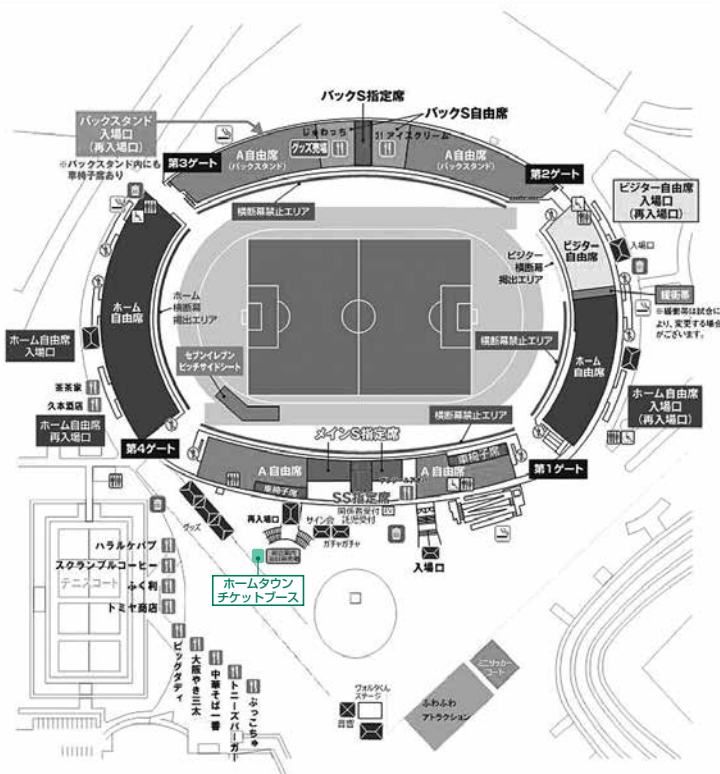 バックS指定席
バックS自由席
じゅわっち
31アイスクリーム
グッズ売場
バックスタンド
入場口
(再入場口)
※バックスタンド内にも
車椅子席あり
A自由席
(バックスタンド)
A自由席
(バックスタンド)
第3ゲート
第2ゲート
横断幕禁止エリア
ビジター自由席
入場口
(再入場口)
ビジター
自由席
入場口
ビジター
横断幕
掲出エリア
緩衝帯
※緩衝帯は試合に
より、変更する場合
がございます。
ホーム
自由席
ホーム
横断幕
掲出エリア
ホーム自由席
入場口
セブンイレブン
ピッチサイドシート
横断幕禁止エリア
ホーム
自由席
茶茶家
久本酒店
ホーム自由席
再入場口
ホーム自由席
入場口
(再入場口)
第4ゲート
メインS指定席
横断幕禁止エリア
第1ゲート
A自由席
車椅子席
SS指定席
A自由席
車椅子席
関係者受付
託児受付
グッズ
再入場口
サイン会
ガチャガチャ
入場口
ホームタウン
チケットブース
ハラルケバブ
スクランブルコーヒー
テニスコート
ふく利
トミヤ商店
ビッグダディ
大阪やき三太
中華そば一番
トニーズバーガー
ぶっこちゅ
ヴォルタくん
ステージ
音響
ミニサッカー
コート
ふわふわ
アトラクション